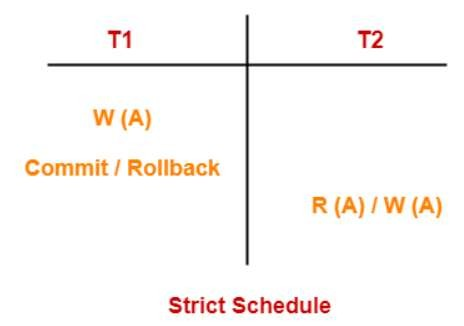 T1 T2
W (A)
Commit / Rollback
R (A) / W (A)
Strict Schedule